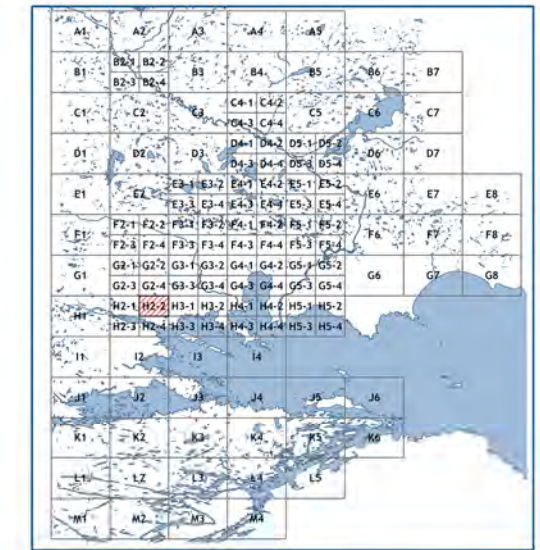 A1 A2 A3 A4 A5
B2-1 B2-2
B1 B3 B4 B5 B6 B7
B2-3 B2-4
C4-1 C4-2
C1 C2 C3 C5 C6 C7
C4-3 C4-4
D4-1 D4-2 D5-1 D5-2
D1 D2 D3 D6 D7
D4-3 D4-4 D5-3 D5-4
E3-1 E3-2 E4-1 E4-2 E5-1 E5-2
E1 E2 E6 E7 E8
E3-3 E3-4 E4-3 E4-4 E5-3 E5-4
F2-1 F2-2 F3-1 F3-2 F4-1 F4-2 F5-1 F5-2
F1 F6 F7 F8
F2-3 F2-4 F3-3 F3-4 F4-3 F4-4 F5-3 F5-4
G2-1 G2-2 G3-1 G3-2 G4-1 G4-2 G5-1 G5-2
G1 G6 G7 G8
G2-3 G2-4 G3-3 G3-4 G4-3 G4-4 G5-3 G5-4
H2-1 H2-2 H3-1 H3-2 H4-1 H4-2 H5-1 H5-2
H1
H2-3 H2-4 H3-3 H3-4 H4-3 H4-4 H5-3 H5-4
I1 I2 I3 I4
J1 J2 J3 J4 J5 J6
K1 K2 K3 K4 K5 K6
L1 L2 L3 L4 L5
M1 M2 M3 M4